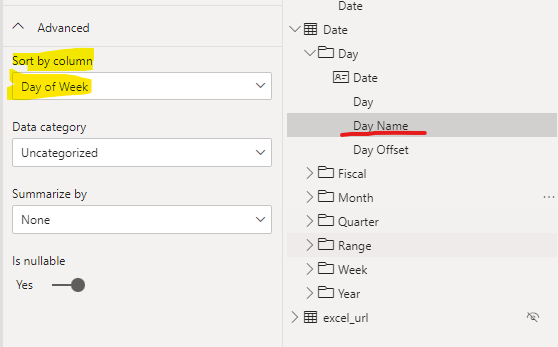 Advanced
Sort by column
Day of Week
Data category
Uncategorized
Summarize by
None
Is nullable
Yes
Date
Date
Day
Date
Day
Day Name
Day Offset
Fiscal
Month
...
Quarter
Range
Week
Year
excel_url